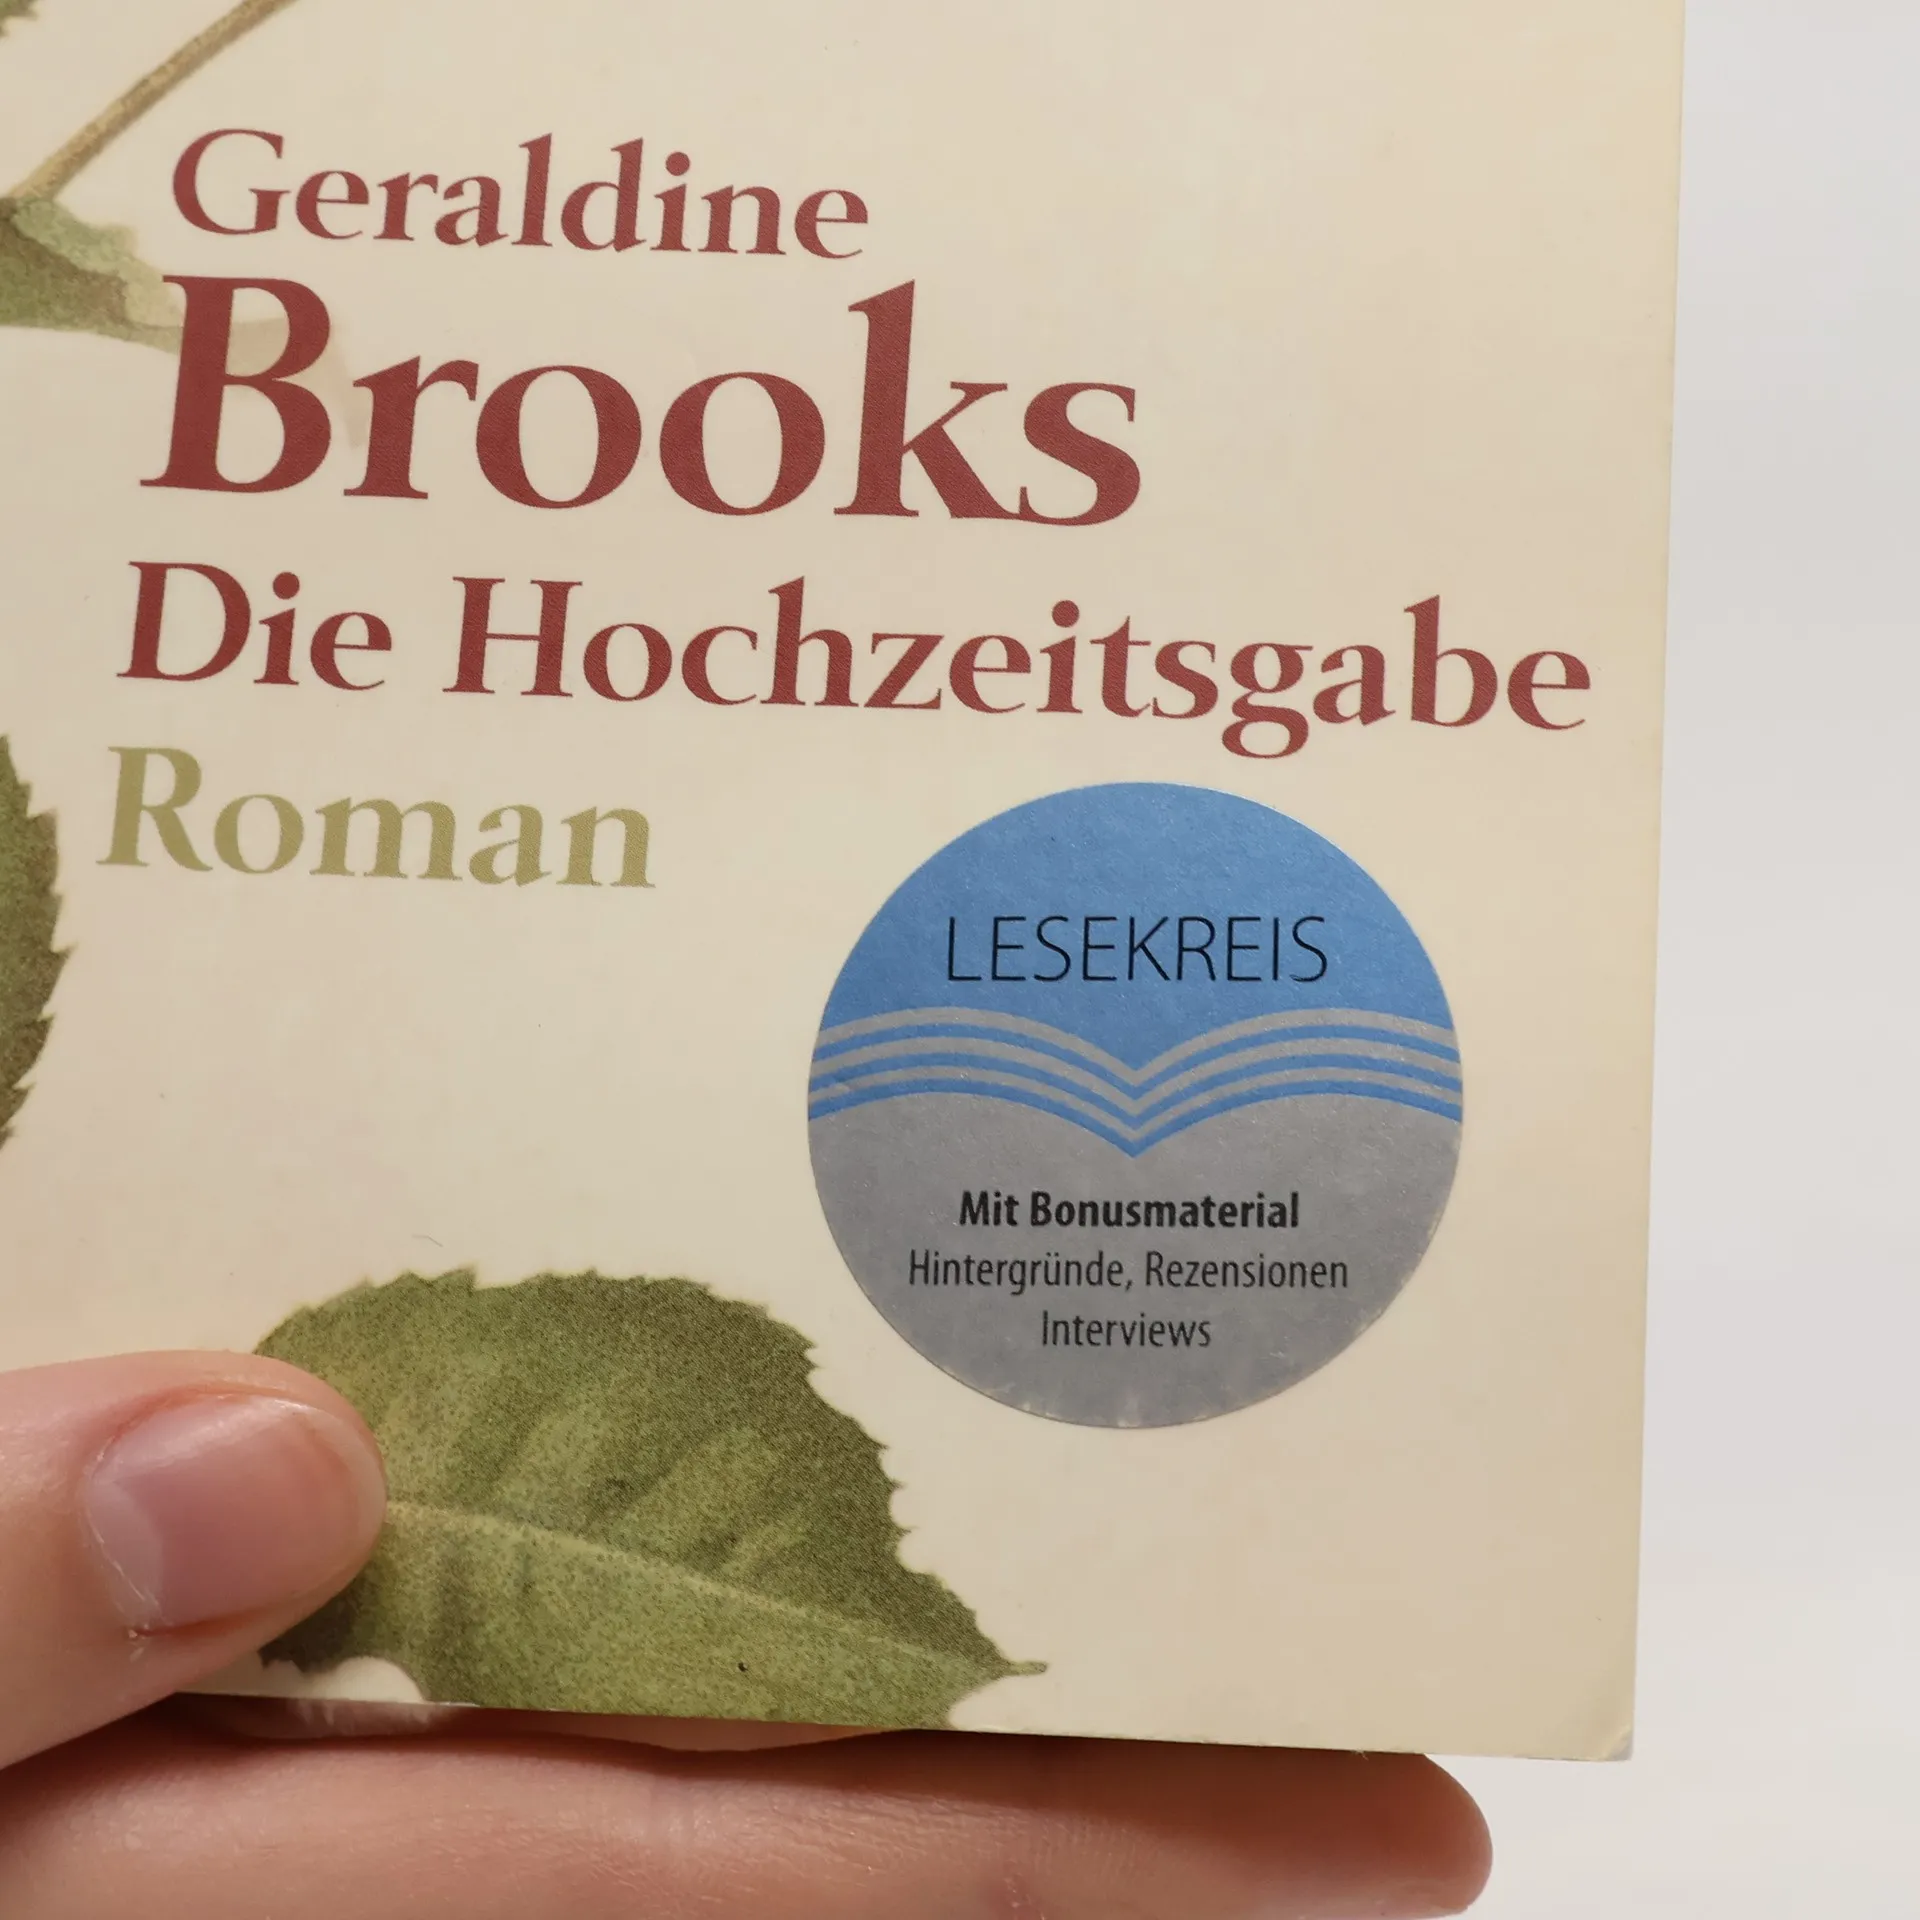 Geraldine
Brooks
Die Hochzeitsgabe
Roman
LESEKREIS
Mit Bonusmaterial
Hintergründe, Rezensionen
Interviews